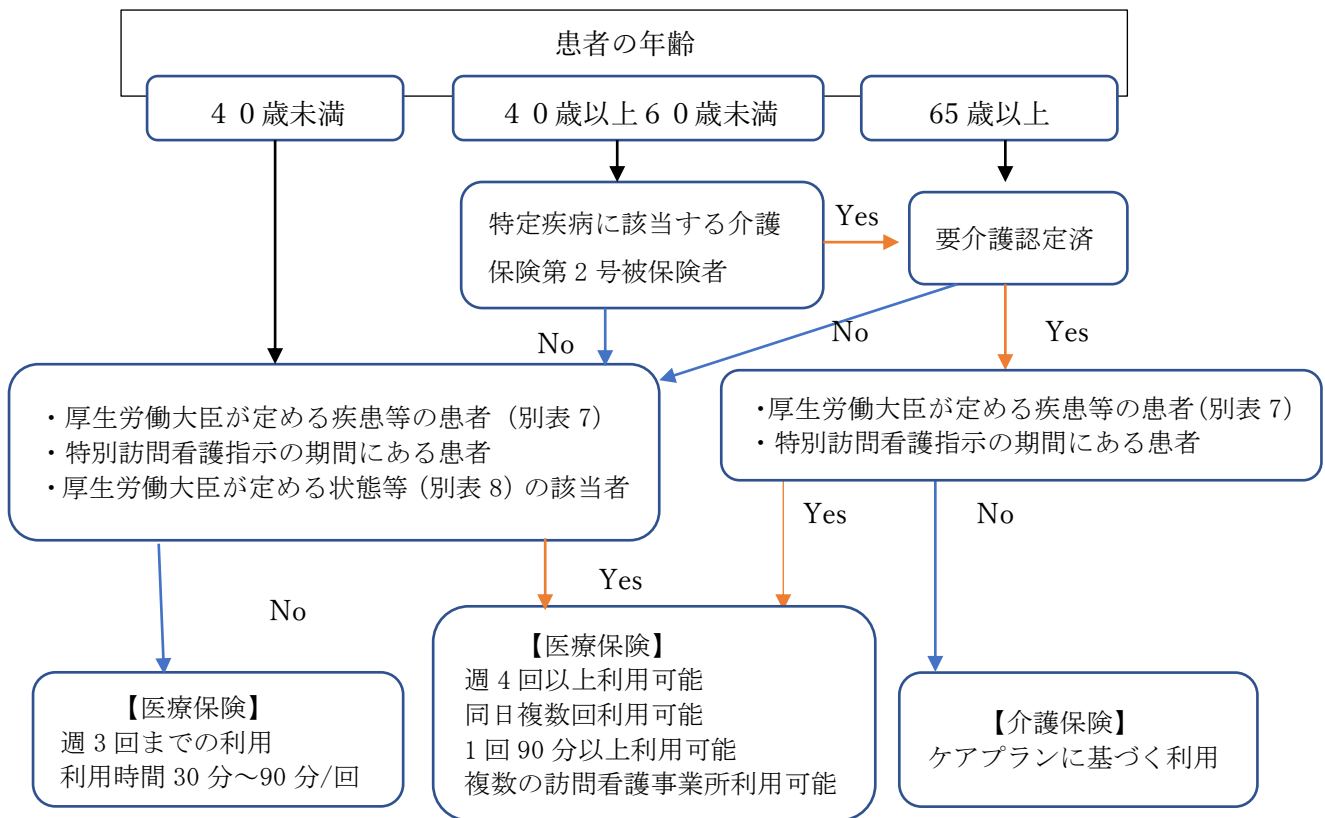 患者の年齢
４０歳未満
４０歳以上６０歳未満
65歳以上
特定疾病に該当する介護
保険第２号被保険者
Yes
要介護認定済
No
No
Yes
・厚生労働大臣が定める疾患等の患者（別表７）
・特別訪問看護指示の期間にある患者
・厚生労働大臣が定める状態等（別表８）の該当者
・厚生労働大臣が定める疾患等の患者（別表７）
・特別訪問看護指示の期間にある患者
No
Yes
Yes
No
【医療保険】
週３回までの利用
利用時間30分～90分/回
【医療保険】
週４回以上利用可能
同日複数回利用可能
１回90分以上利用可能
複数の訪問看護事業所利用可能
【介護保険】
ケアプランに基づく利用